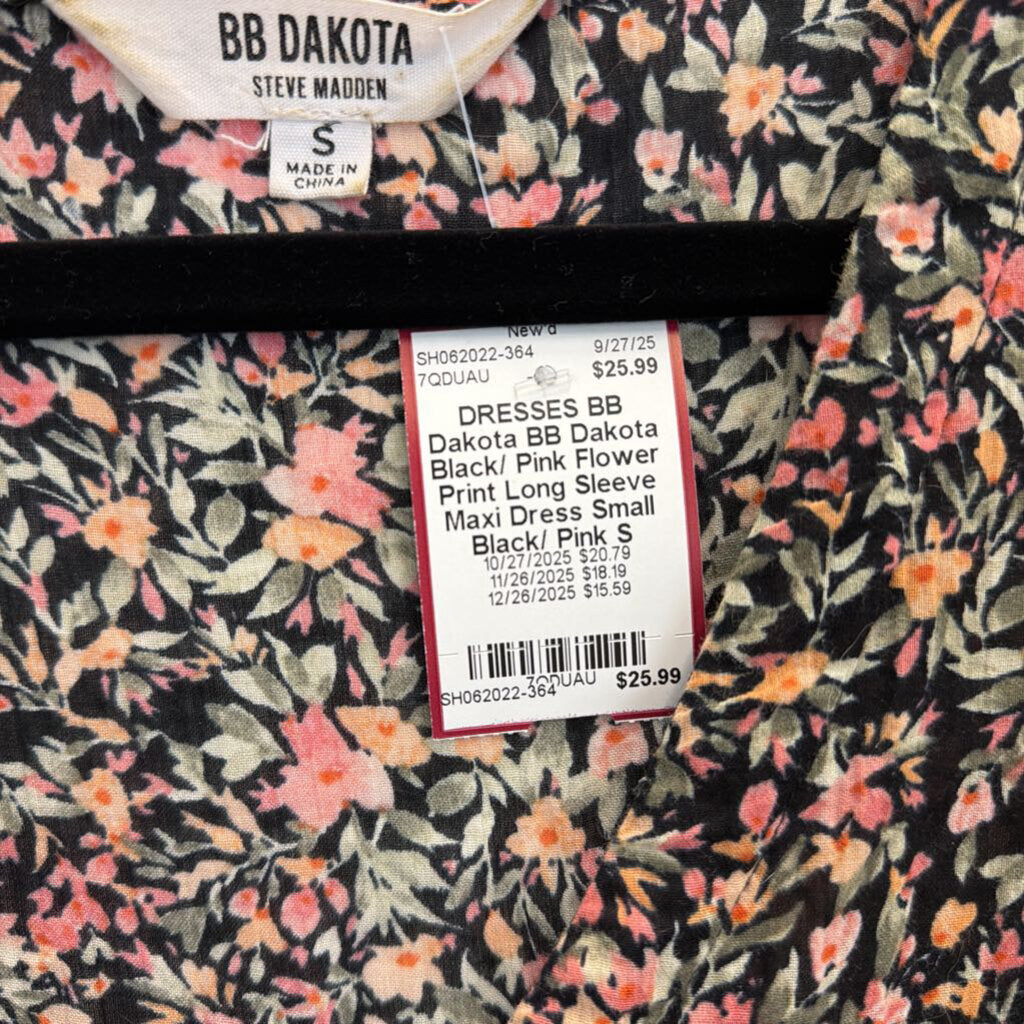 BB DAKOTA
STEVE MADDEN
S
MADE IN
CHINA
SH062022-364 9/27/25
7QDUAU $25.99
DRESSES BB
Dakota BB Dakota
Black/ Pink Flower
Print Long Sleeve
Maxi Dress Small
Black/ Pink S
10/27/2025 $20.79
11/26/2025 $18.19
12/26/2025 $15.59
7QDUAU $25.99
SH062022-364